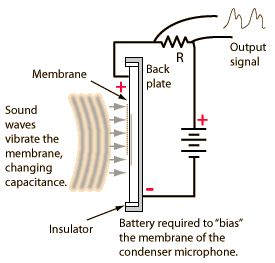 Output
signal
R
Membrane
Back
plate
+
+
Sound
waves
vibrate the
membrane,
changing
capacitance.
-
Insulator
Battery required to "bias"
the membrane of the
condenser microphone.